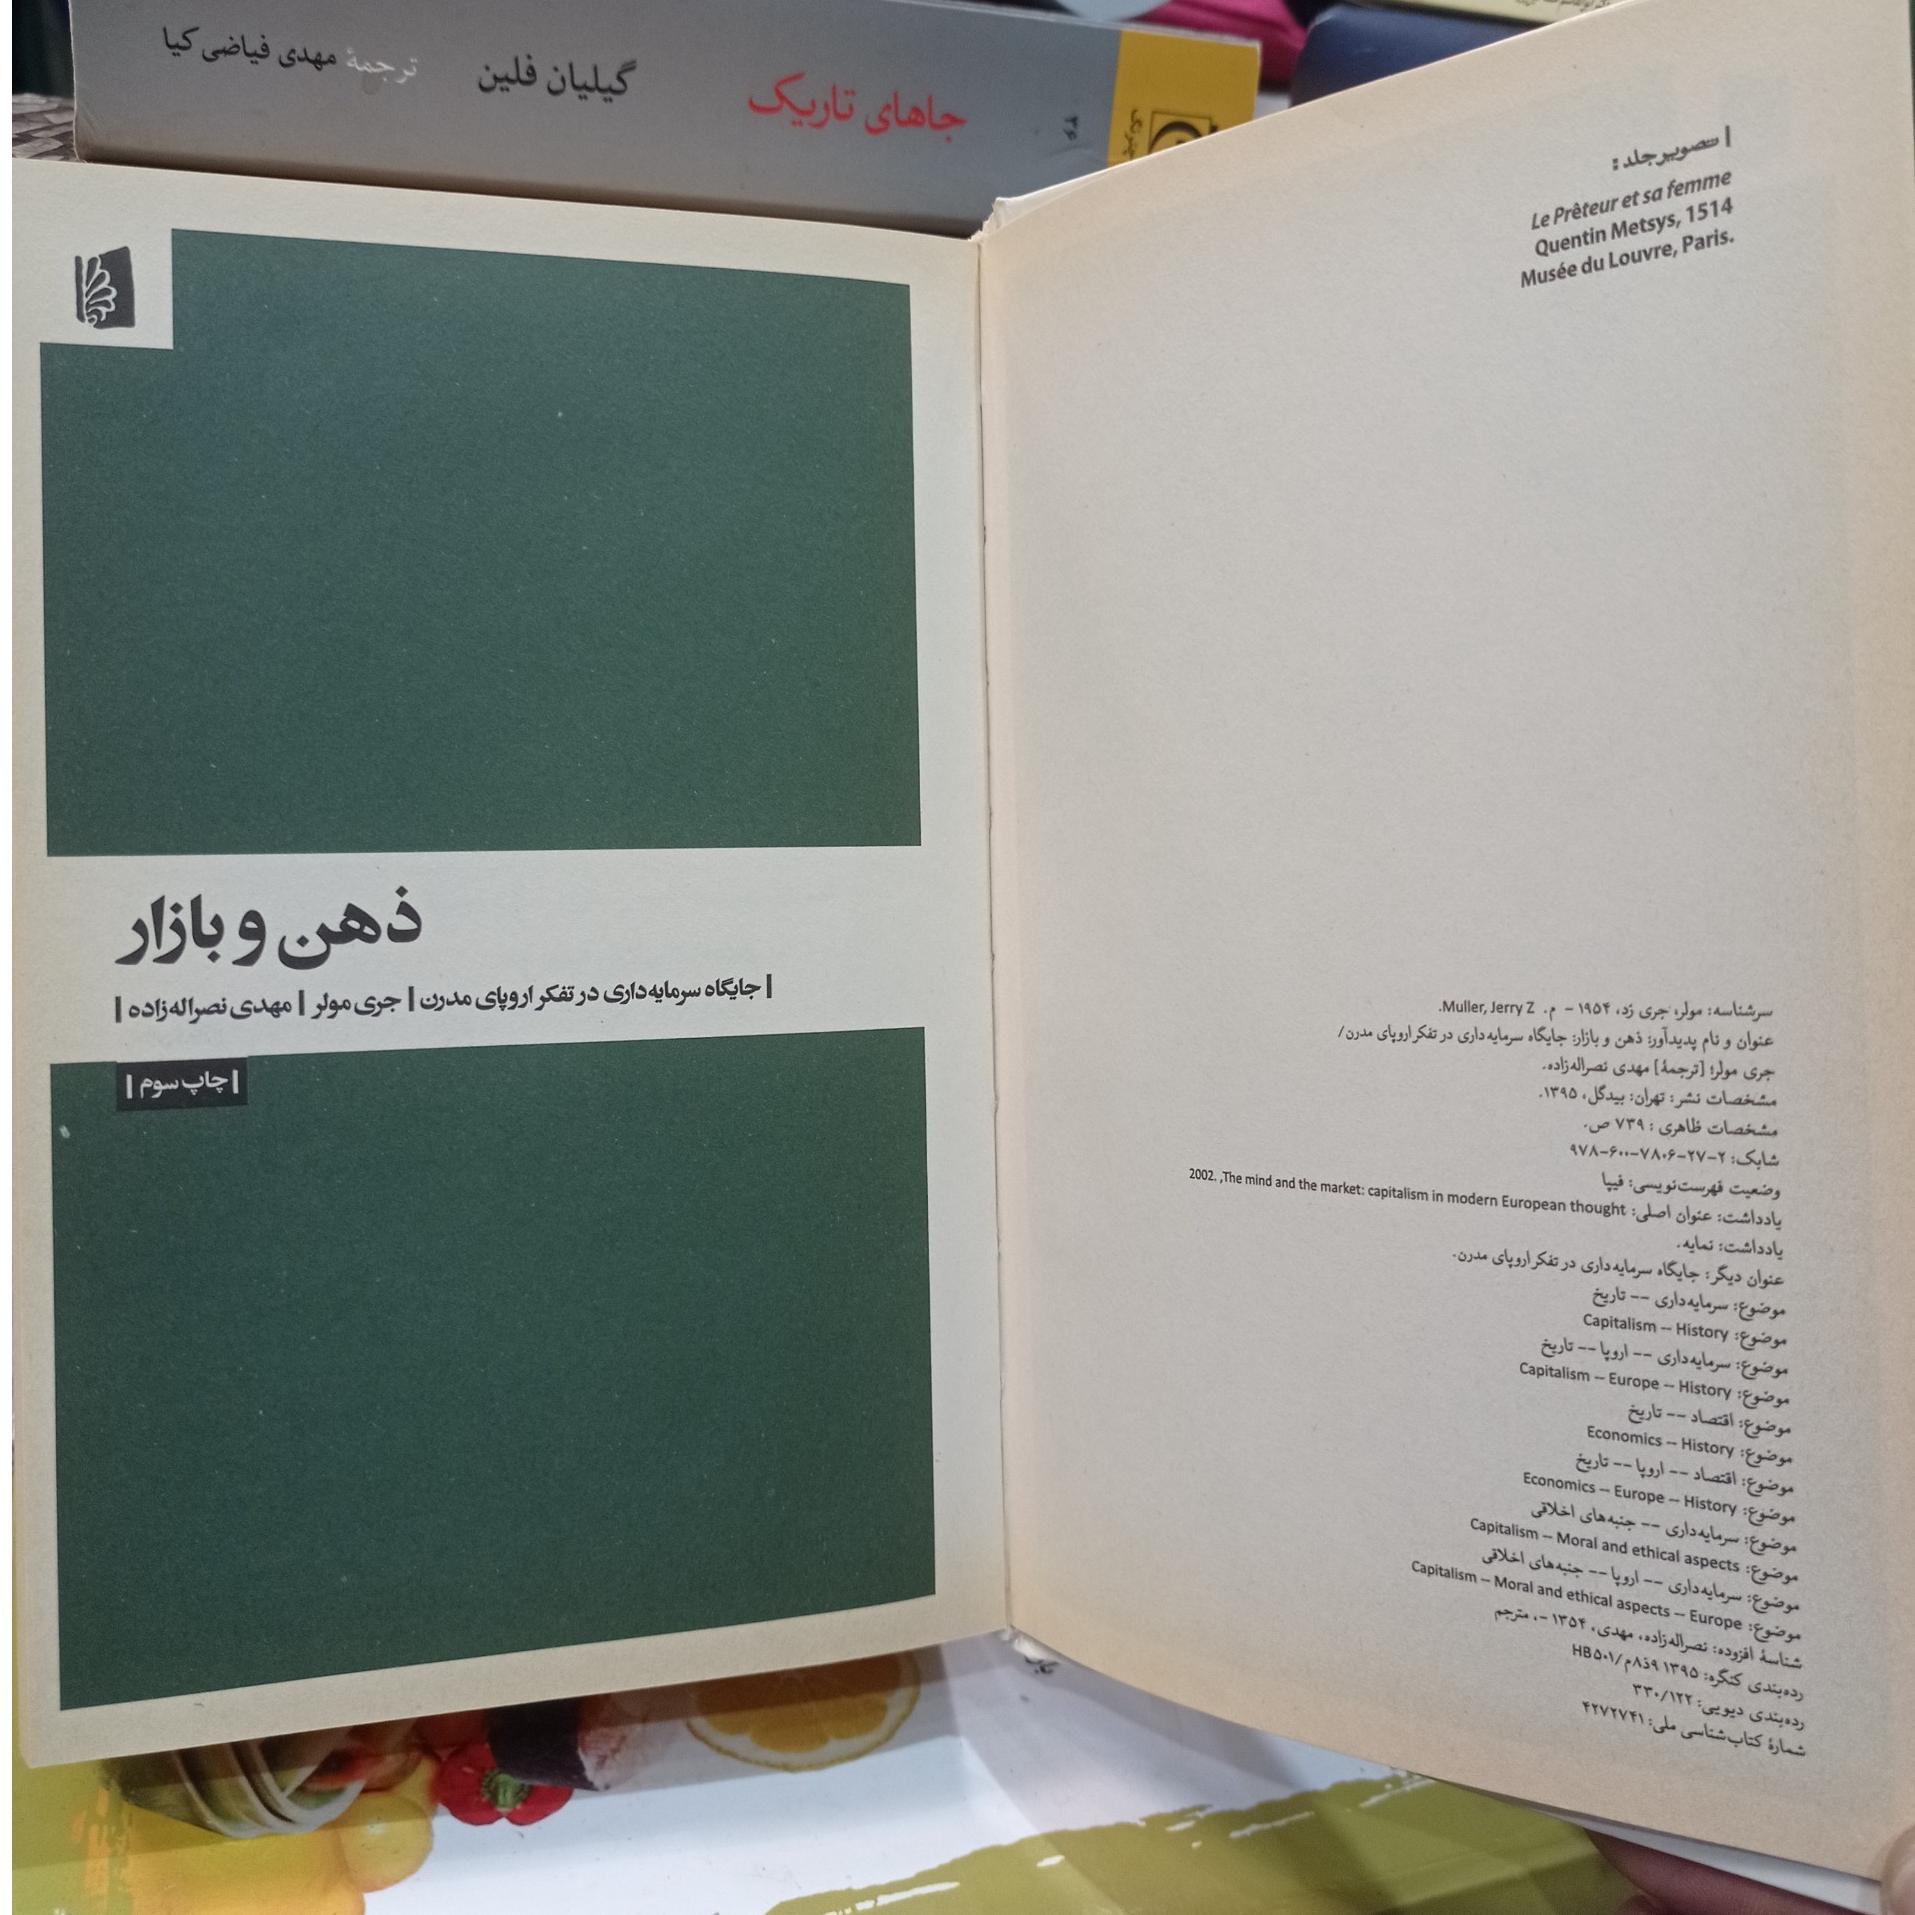 جاهای تاریک
گیلیان فلین
ترجمهٔ مهدی فیاضی کیا
تصویر جلد:
Le Prêteur et sa femme
Quentin Metsys, 1514
Musée du Louvre, Paris.
سرشناسه: مولر، جری زد، ۱۹۵۴ - م. Muller, Jerry Z.
عنوان و نام پدیدآور: ذهن و بازار: جایگاه سرمایه‌داری در تفکر اروپای مدرن/
جری مولر؛ [ترجمهٔ] مهدی نصراله‌زاده.
مشخصات نشر: تهران: بیدگل، ۱۳۹۵.
مشخصات ظاهری: ۷۳۹ ص.
شابک: ۲-۲۷-۷۸۰۶-۶۰۰-۹۷۸
وضعیت فهرست‌نویسی: فیپا
یادداشت: عنوان اصلی: The mind and the market: capitalism in modern European thought, 2002.
یادداشت: نمایه.
عنوان دیگر: جایگاه سرمایه‌داری در تفکر اروپای مدرن.
موضوع: سرمایه‌داری -- تاریخ
موضوع: Capitalism -- History
موضوع: سرمایه‌داری -- اروپا -- تاریخ
موضوع: Capitalism -- Europe -- History
موضوع: اقتصاد -- تاریخ
موضوع: Economics -- History
موضوع: اقتصاد -- اروپا -- تاریخ
موضوع: Economics -- Europe -- History
موضوع: سرمایه‌داری -- جنبه‌های اخلاقی
موضوع: Capitalism -- Moral and ethical aspects
موضوع: سرمایه‌داری -- اروپا -- جنبه‌های اخلاقی
موضوع: Capitalism -- Moral and ethical aspects -- Europe
شناسهٔ افزوده: نصراله‌زاده، مهدی، ۱۳۵۴ -، مترجم
رده‌بندی کنگره: ۱۳۹۵ ۹ذ۸م/HB۵۰۱
رده‌بندی دیویی: ۳۳۰/۱۲۲
شمارهٔ کتاب‌شناسی ملی: ۴۲۷۲۷۴۱
ذهن و بازار
| جایگاه سرمایه‌داری در تفکر اروپای مدرن | جری مولر | مهدی نصراله‌زاده |
| چاپ سوم |